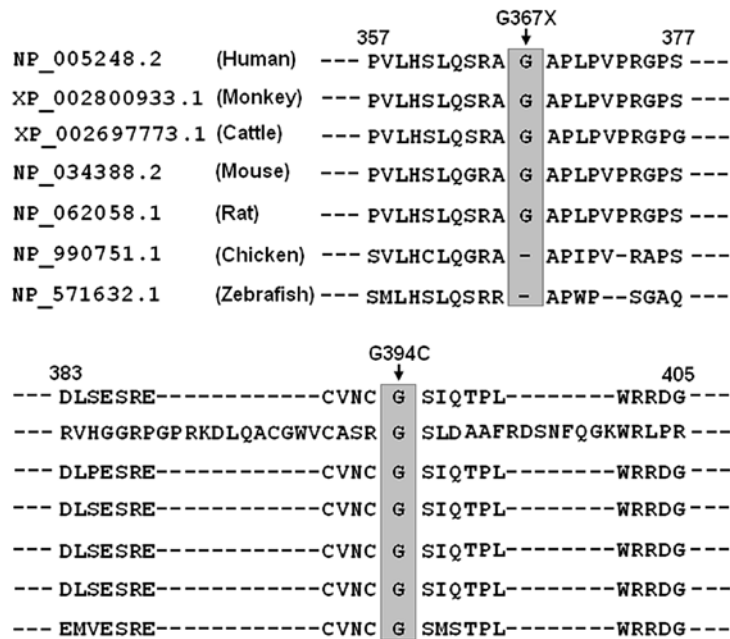 G367X
357 377
NP_005248.2 (Human) --- PVLHSLQSRA G APLPVPRGPS ---
XP_002800933.1 (Monkey) --- PVLHSLQSRA G APLPVPRGPS ---
XP_002697773.1 (Cattle) --- PVLHSLQSRA G APLPVPRGPG ---
NP_034388.2 (Mouse) --- PVLHSLQGRA G APLPVPRGPS ---
NP_062058.1 (Rat) --- PVLHSLQSRA G APLPVPRGPS ---
NP_990751.1 (Chicken) --- SVLHCLQGRA - APIPV-RAPS ---
NP_571632.1 (Zebrafish) --- SMLHSLQSRR - APWP--SGAQ ---
G394C
383 405
--- DLSESRE------------CVNC G SIQTPL--------WRRDG ---
--- RVHGGRPGPRKDLQACGWVCASR G SLDAAFRDSNFQGKWRLPR ---
--- DLPESRE------------CVNC G SIQTPL--------WRRDG ---
--- DLSESRE------------CVNC G SIQTPL--------WRRDG ---
--- DLSESRE------------CVNC G SIQTPL--------WRRDG ---
--- DLSESRE------------CVNC G SIQTPL--------WRRDG ---
--- EMVESRE------------CVNC G SMSTPL--------WRRDG ---